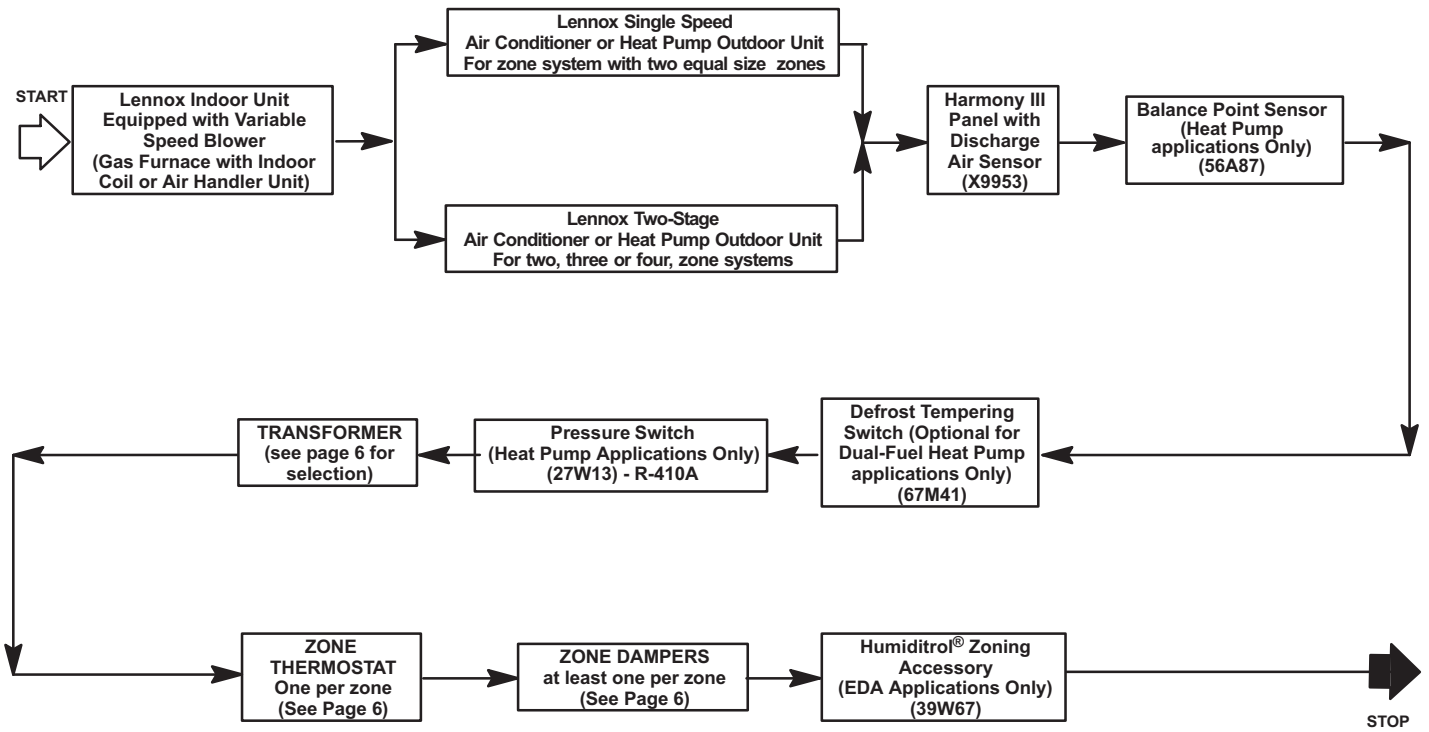 START
Lennox Indoor Unit
Equipped with Variable
Speed Blower
(Gas Furnace with Indoor
Coil or Air Handler Unit)
Lennox Single Speed
Air Conditioner or Heat Pump Outdoor Unit
For zone system with two equal size zones
Lennox Two-Stage
Air Conditioner or Heat Pump Outdoor Unit
For two, three or four, zone systems
Harmony III
Panel with
Discharge
Air Sensor
(X9953)
Balance Point Sensor
(Heat Pump
applications Only)
(56A87)
Defrost Tempering
Switch (Optional for
Dual-Fuel Heat Pump
applications Only)
(67M41)
Pressure Switch
(Heat Pump Applications Only)
(27W13) - R-410A
TRANSFORMER
(see page 6 for
selection)
ZONE
THERMOSTAT
One per zone
(See Page 6)
ZONE DAMPERS
at least one per zone
(See Page 6)
Humiditrol® Zoning
Accessory
(EDA Applications Only)
(39W67)
STOP